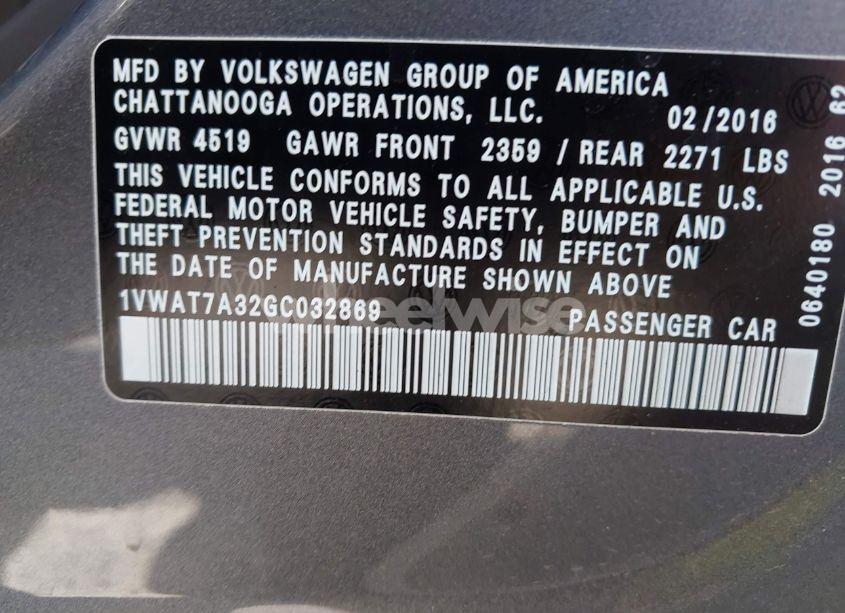 MFD BY VOLKSWAGEN GROUP OF AMERICA
CHATTANOOGA OPERATIONS, LLC. 02/2016
GVWR 4519 GAWR FRONT 2359 / REAR 2271 LBS
THIS VEHICLE CONFORMS TO ALL APPLICABLE U.S.
FEDERAL MOTOR VEHICLE SAFETY, BUMPER AND
THEFT PREVENTION STANDARDS IN EFFECT ON
THE DATE OF MANUFACTURE SHOWN ABOVE
1VWAT7A32GC032869 PASSENGER CAR
0640180 2016 62